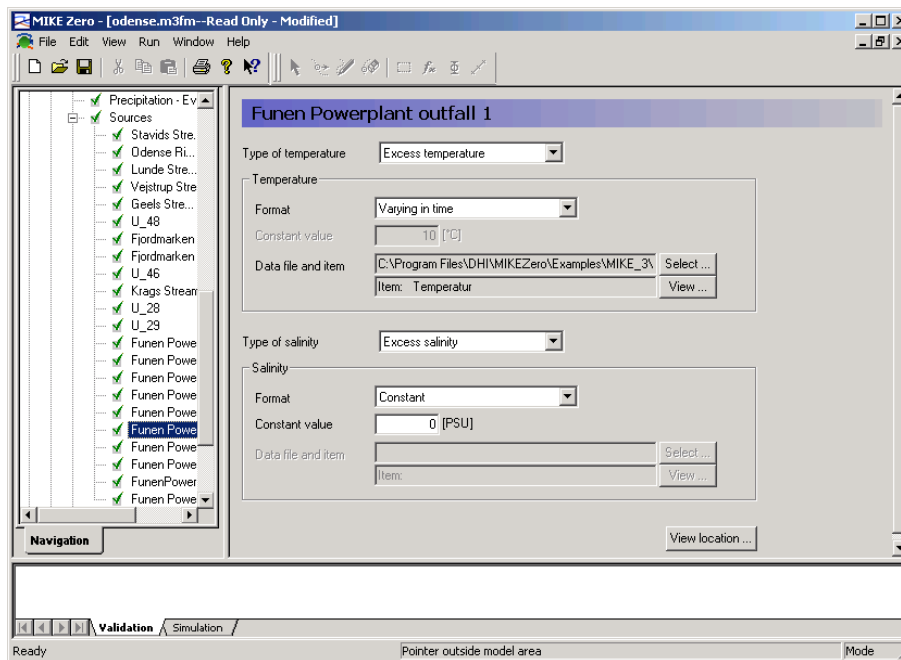 MIKE Zero - [odense.m3fm--Read Only - Modified]
File Edit View Run Window Help
Precipitation - Ev
Sources
Stavids Stre.
Odense Ri...
Lunde Stre...
Vejstrup Stre
Geels Stre...
U_48
Fjordmarken
Fjordmarken
U_46
Krags Stream
U_28
U_29
Funen Powe
Funen Powe
Funen Powe
Funen Powe
Funen Powe
Funen Powe
Funen Powe
Funen Powe
FunenPower
Funen Powe
Navigation
Funen Powerplant outfall 1
Type of temperature Excess temperature
Temperature
Format Varying in time
Constant value 10 [°C]
Data file and item C:\Program Files\DHI\MIKEZero\Examples\MIKE_3\ Select ...
Item: Temperatur View ...
Type of salinity Excess salinity
Salinity
Format Constant
Constant value 0 [PSU]
Data file and item Select ...
Item: View ...
View location ...
Validation Simulation
Ready Pointer outside model area Mode